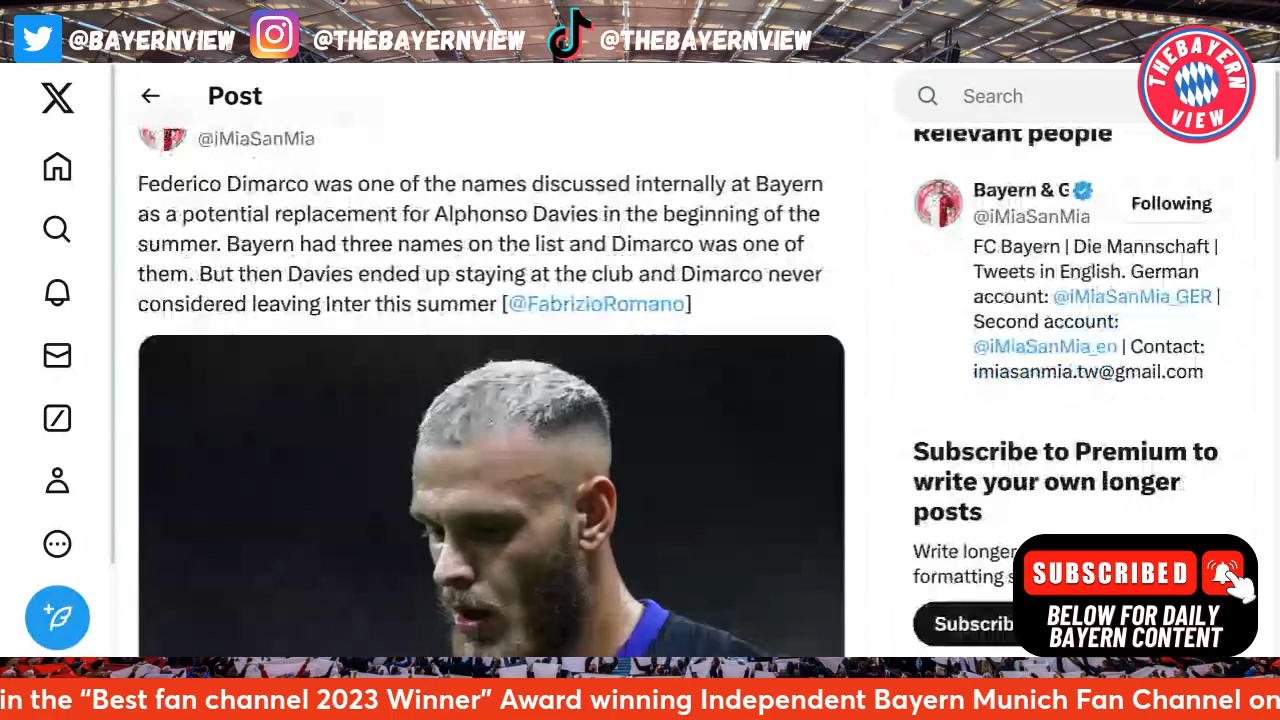 @BAYERNVIEW @THEBAYERNVIEW @THEBAYERNVIEW
THE BAYERN
VIEW
Post
Search
@iMiaSanMia
Federico Dimarco was one of the names discussed internally at Bayern
as a potential replacement for Alphonso Davies in the beginning of the
summer. Bayern had three names on the list and Dimarco was one of
them. But then Davies ended up staying at the club and Dimarco never
considered leaving Inter this summer [@FabrizioRomano]
Relevant people
Bayern & G
@iMiaSanMia
Following
FC Bayern | Die Mannschaft |
Tweets in English. German
account: @iMiaSanMia_GER |
Second account:
@iMiaSanMia_en | Contact:
imiasanmia.tw@gmail.com
Subscribe to Premium to
write your own longer
posts
Write longer
formatting s
Subscrib
SUBSCRIBED
BELOW FOR DAILY
BAYERN CONTENT
in the “Best fan channel 2023 Winner” Award winning Independent Bayern Munich Fan Channel on